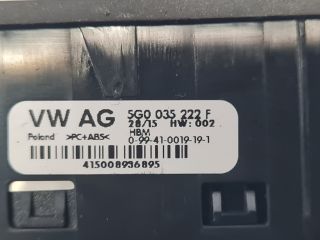 VW AG 5G0 035 222 F
28/15 HW: 002
Poland >PC+ABS< HBM
0-99-41-0019-19-1
415008936895